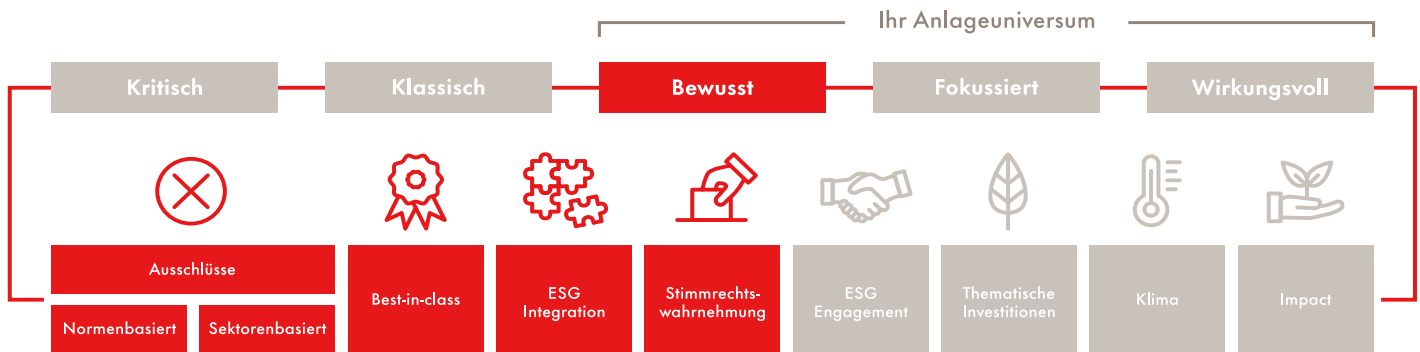 Ihr Anlageuniversum
Kritisch
Klassisch
Bewusst
Fokussiert
Wirkungsvoll
Ausschlüsse
Normenbasiert
Sektorenbasiert
Best-in-class
ESG
Integration
Stimmrechts-
wahrnehmung
ESG
Engagement
Thematische
Investitionen
Klima
Impact